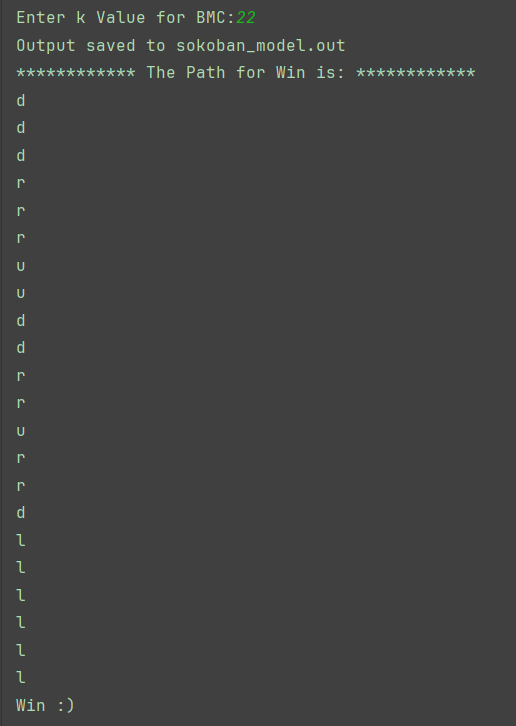 Enter k Value for BMC:22
Output saved to sokoban_model.out
************ The Path for Win is: ************
d
d
d
r
r
r
u
u
d
d
r
r
u
r
r
d
l
l
l
l
l
l
Win :)